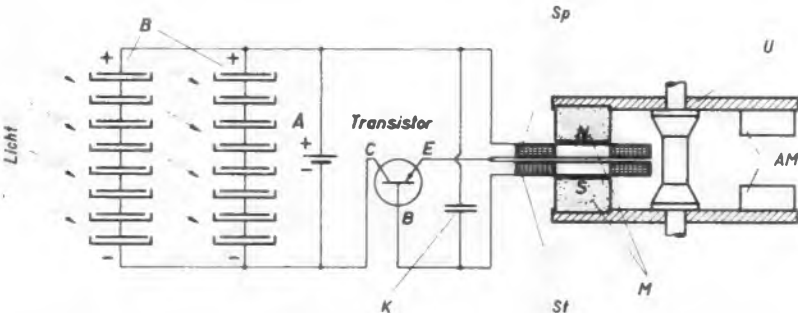 Sp
B
U
+
+
A
Transistor
Licht
+
-
C
E
N
AM
B
S
-
-
K
St
M